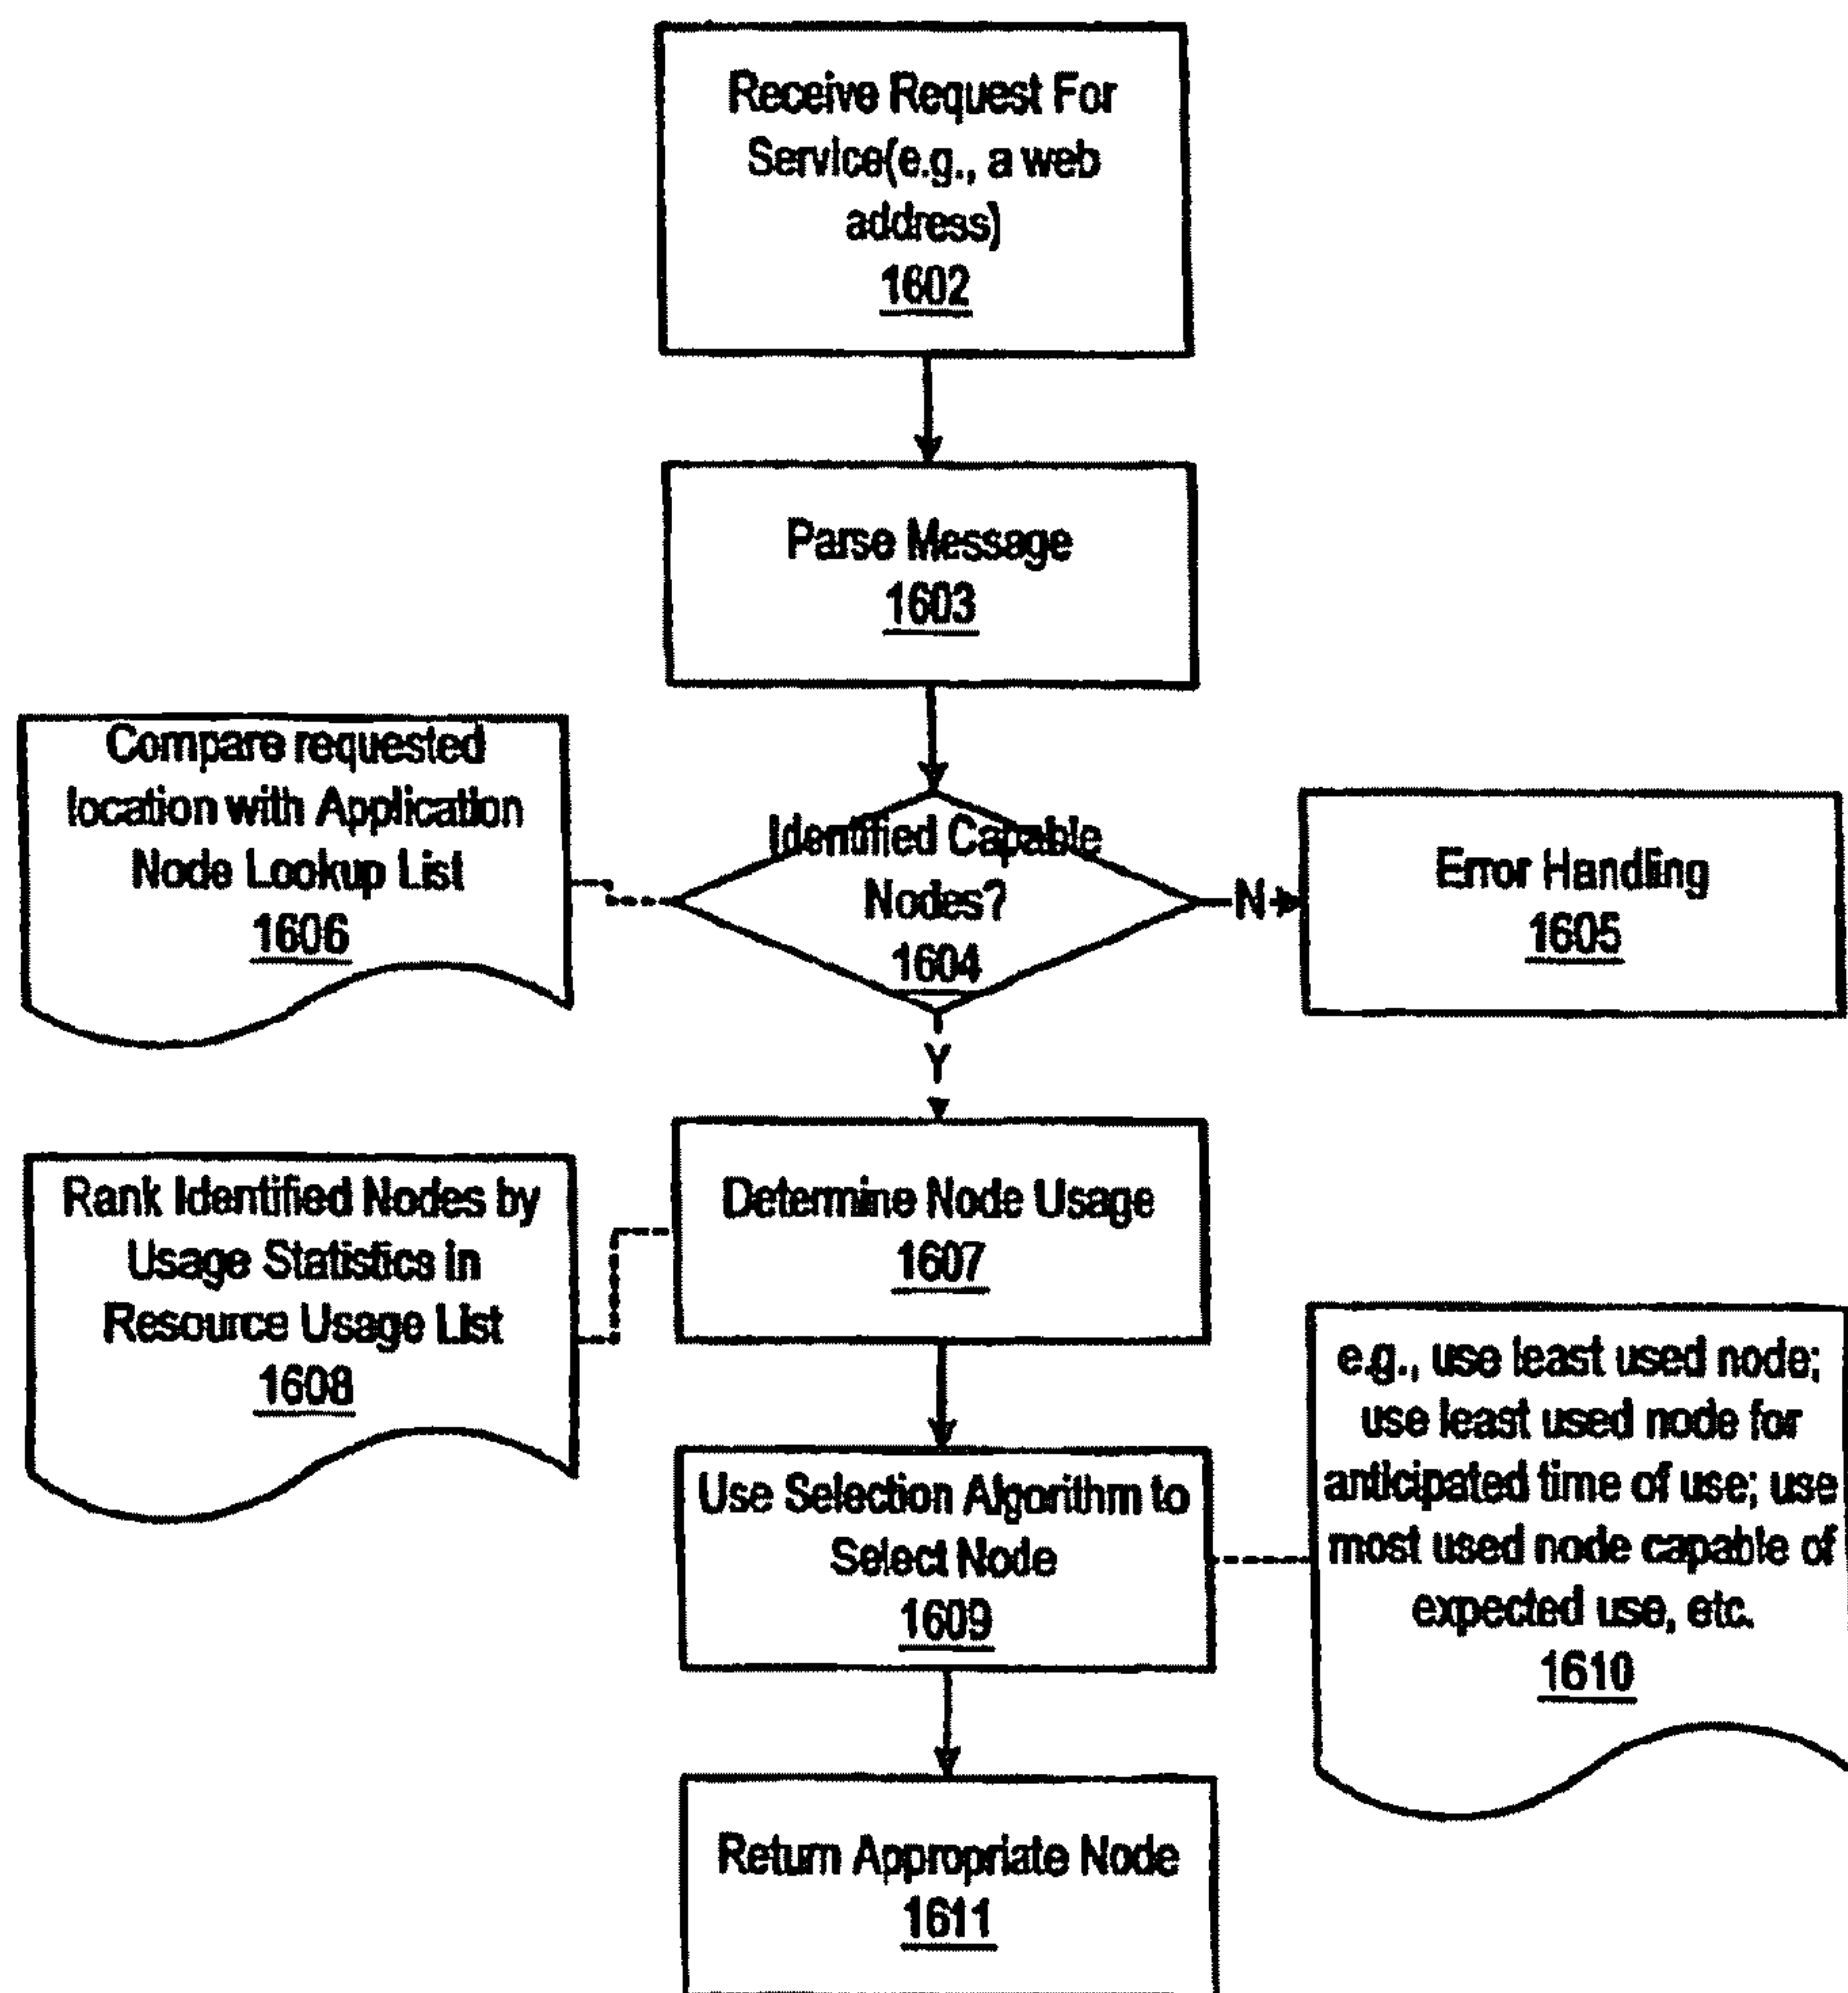 Receive Request For
Service(e.g., a web
address)
1602
Parse Message
1603
Compare requested
location with Application
Node Lookup List
1606
Identified Capable
Nodes?
1604
N
Error Handling
1605
Y
Rank Identified Nodes by
Usage Statistics in
Resource Usage List
1608
Determine Node Usage
1607
Use Selection Algorithm to
Select Node
1609
e.g., use least used node;
use least used node for
anticipated time of use; use
most used node capable of
expected use, etc.
1610
Return Appropriate Node
1611